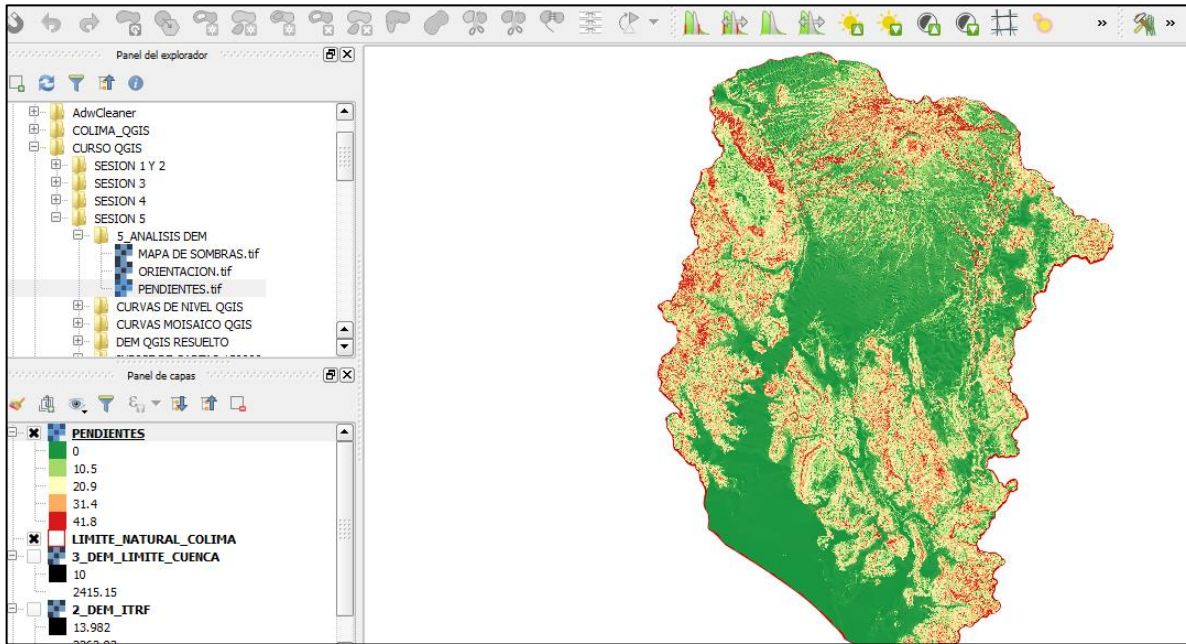 Panel del explorador
AdwCleaner
COLIMA_QGIS
CURSO QGIS
SESION 1 Y 2
SESION 3
SESION 4
SESION 5
5_ANALISIS DEM
MAPA DE SOMBRAS.tif
ORIENTACION.tif
PENDIENTES.tif
CURVAS DE NIVEL QGIS
CURVAS MOISAICO QGIS
DEM QGIS RESUELTO
Panel de capas
PENDIENTES
0
10.5
20.9
31.4
41.8
LIMITE_NATURAL_COLIMA
3_DEM_LIMITE_CUENCA
10
2415.15
2_DEM_ITRF
13.982